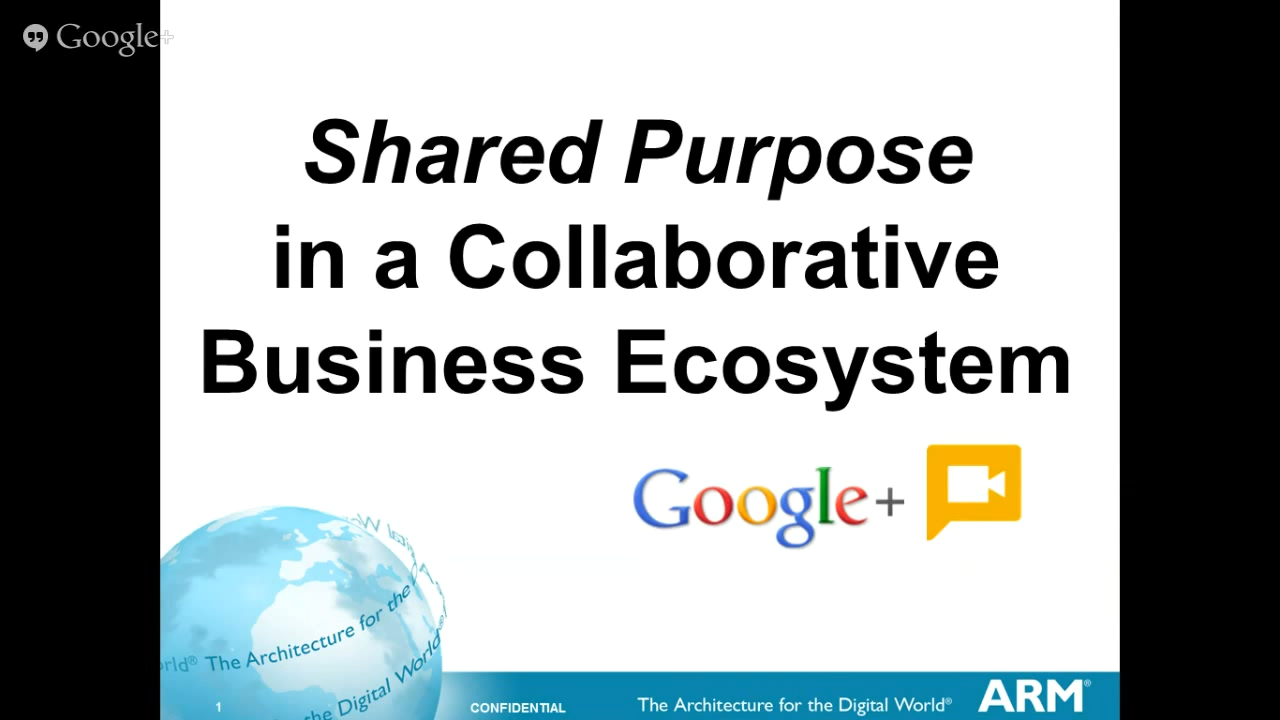 Google+
Shared Purpose
in a Collaborative
Business Ecosystem
Google+
The Architecture for the
Digital World
1
CONFIDENTIAL
The Architecture for the Digital World®
ARM®